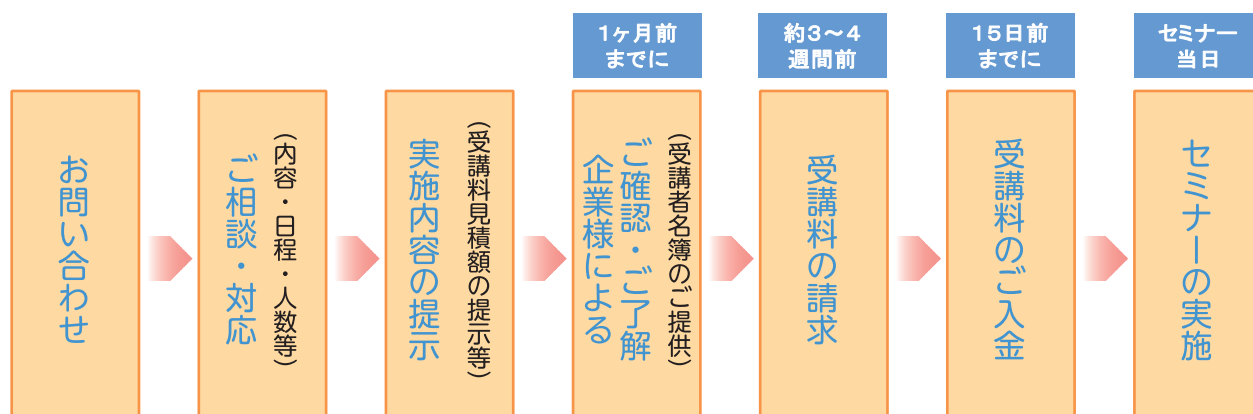 お問い合わせ
ご相談・対応
（内容・日程・人数等）
実施内容の提示
（受講料見積額の提示等）
1ヶ月前
までに
企業様による
ご確認・ご了解
（受講者名簿のご提供）
約3～4
週間前
受講料の請求
15日前
までに
受講料のご入金
セミナー
当日
セミナーの実施